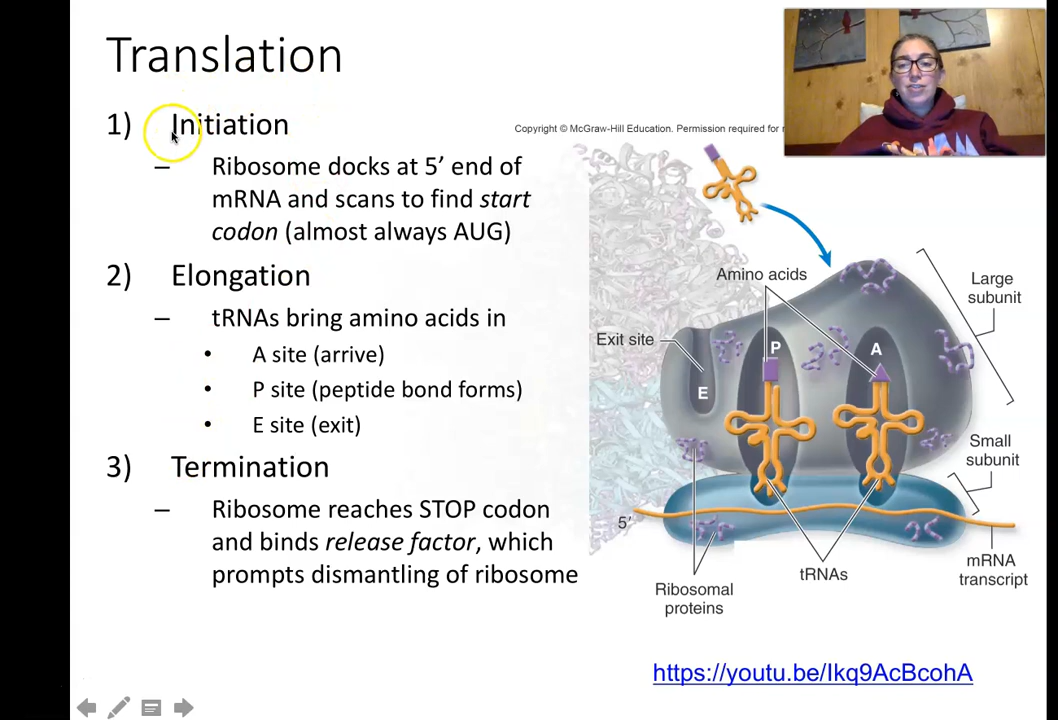 Translation
1) Initiation
– Ribosome docks at 5’ end of
mRNA and scans to find start
codon (almost always AUG)
2) Elongation
– tRNAs bring amino acids in
• A site (arrive)
• P site (peptide bond forms)
• E site (exit)
3) Termination
– Ribosome reaches STOP codon
and binds release factor, which
prompts dismantling of ribosome
Copyright © McGraw-Hill Education. Permission required for
Amino acids
Large
subunit
Exit site
P
A
E
Small
subunit
5’
tRNAs
mRNA
transcript
Ribosomal
proteins
https://youtu.be/Ikq9AcBcohA